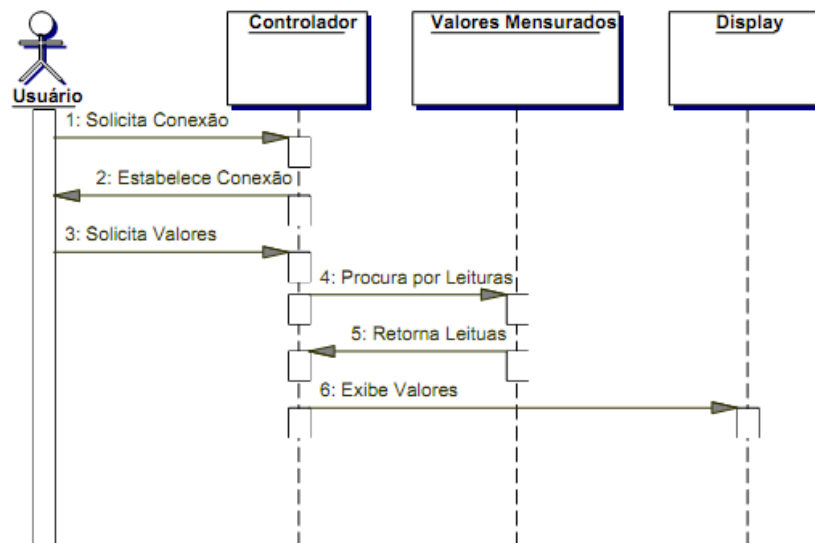 Controlador
Valores Mensurados
Display
Usuário
1: Solicita Conexão
2: Estabelece Conexão
3: Solicita Valores
4: Procura por Leituras
5: Retorna Leituas
6: Exibe Valores